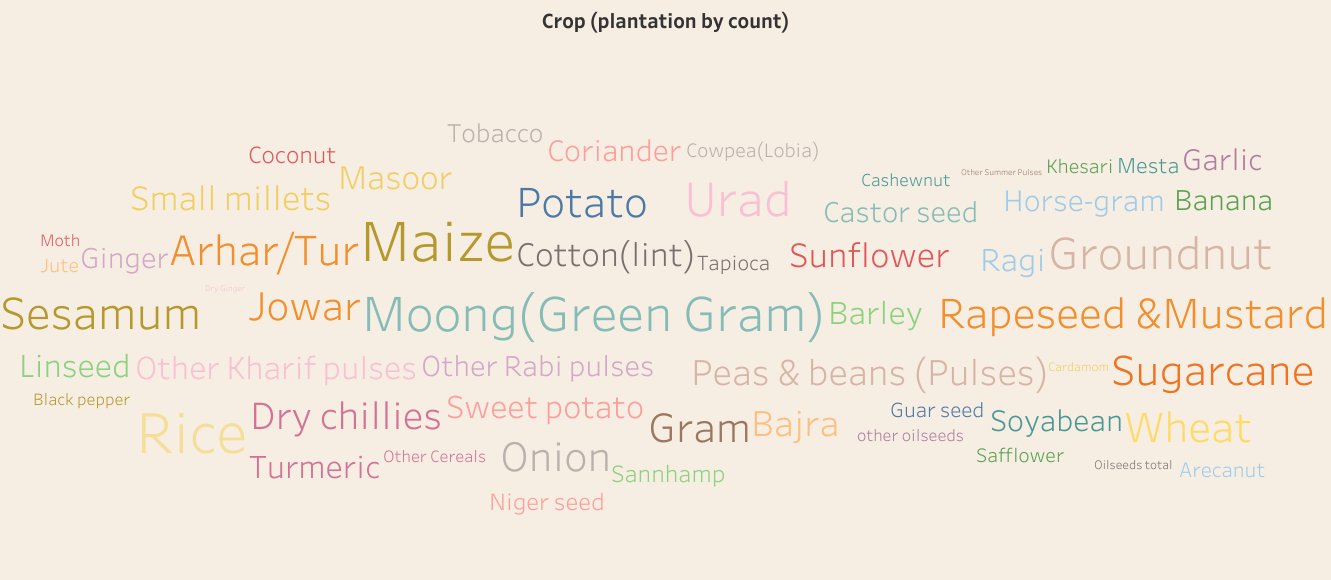 Crop (plantation by count)
Tobacco
Coconut
Coriander
Cowpea(Lobia)
Masoor
Cashewnut
Other Summer Pulses
Khesari
Mesta
Garlic
Small millets
Potato
Urad
Castor seed
Horse-gram
Banana
Moth
Jute
Ginger
Arhar/Tur
Maize
Cotton(lint)
Tapioca
Sunflower
Ragi
Groundnut
Dry Ginger
Sesamum
Jowar
Moong(Green Gram)
Barley
Rapeseed &Mustard
Linseed
Other Kharif pulses
Other Rabi pulses
Peas & beans (Pulses)
Cardamom
Sugarcane
Black pepper
Rice
Dry chillies
Sweet potato
Gram
Bajra
Guar seed
other oilseeds
Soyabean
Wheat
Turmeric
Other Cereals
Onion
Sannhamp
Safflower
Oilseeds total
Arecanut
Niger seed